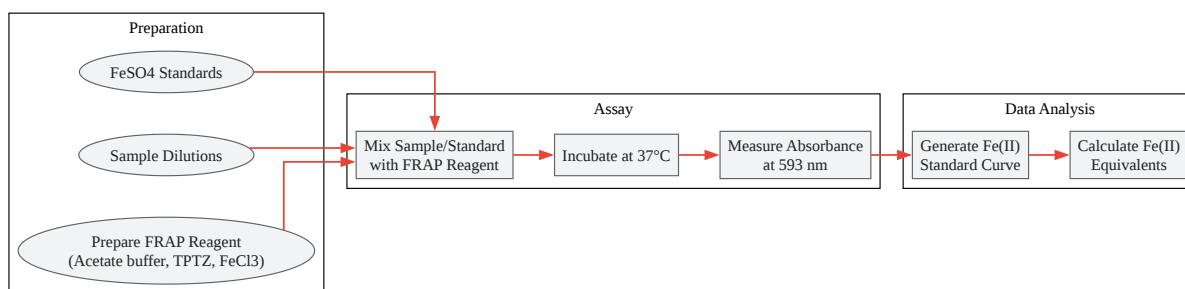 Preparation
FeSO4 Standards
Sample Dilutions
Prepare FRAP Reagent
(Acetate buffer, TPTZ, FeCl3)
Assay
Mix Sample/Standard
with FRAP Reagent
Incubate at 37°C
Measure Absorbance
at 593 nm
Data Analysis
Generate Fe(II)
Standard Curve
Calculate Fe(II)
Equivalents